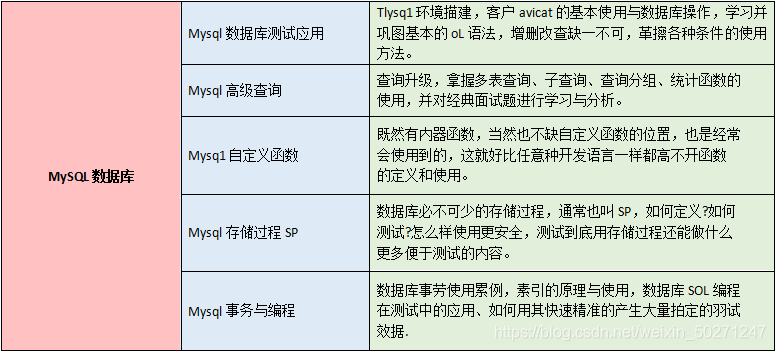 MySQL 数据库
Mysql 数据库测试应用
Tlysq1 环境描建，客户 avicat 的基本使用与数据库操作，学习并
巩图基本的 oL 语法，增删改查缺一不可，革擦各种条件的使用
方法。
Mysql 高级查询
查询升级，拿握多表查询、子查询、查询分组、统计函数的
使用，并对经典面试题进行学习与分析。
Mysq1 自定义函数
既然有内器函数，当然也不缺自定义函数的位置，也是经常
会使用到的，这就好比任意种开发语言一样都高不开函数
的定义和使用。
Mysql 存储过程 SP
数据库必不可少的存储过程，通常也叫 SP，如何定义?如何
测试?怎么样使用更安全，测试到底用存储过程还能做什么
更多便于测试的内容。
Mysql 事务与编程
数据库事劳使用累例，素引的原理与使用，数据库 SOL 编程
在测试中的应用、如何用其快速精准的产生大量拍定的羽试
效据.
https://blog.csdn.net/weixin_50271247